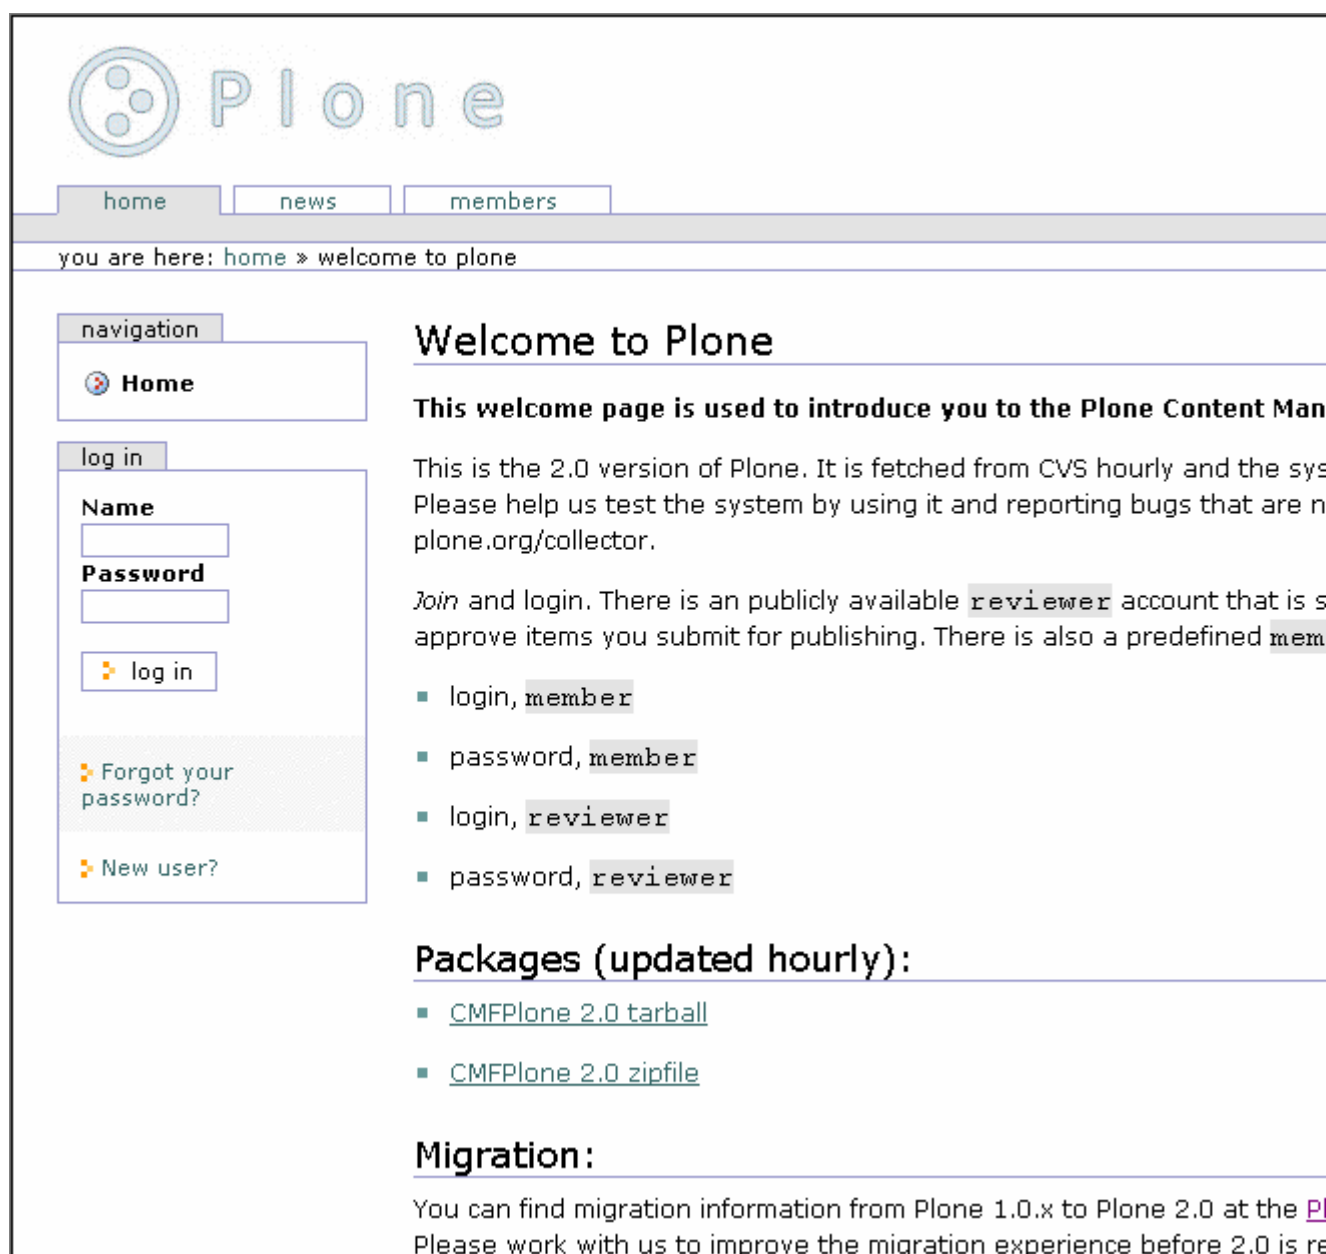 Plone
home news members
you are here: home » welcome to plone
navigation
Home
log in
Name
Password
log in
Forgot your
password?
New user?
Welcome to Plone
This welcome page is used to introduce you to the Plone Content
This is the 2.0 version of Plone. It is fetched from CVS hourly and the
Please help us test the system by using it and reporting bugs that are
plone.org/collector.
Join and login. There is an publicly available reviewer account that is
approve items you submit for publishing. There is also a predefined
login, member
password, member
login, reviewer
password, reviewer
Packages (updated hourly):
CMFPlone 2.0 tarball
CMFPlone 2.0 zipfile
Migration:
You can find migration information from Plone 1.0.x to Plone 2.0 at the
Please work with us to improve the migration experience before 2.0 is